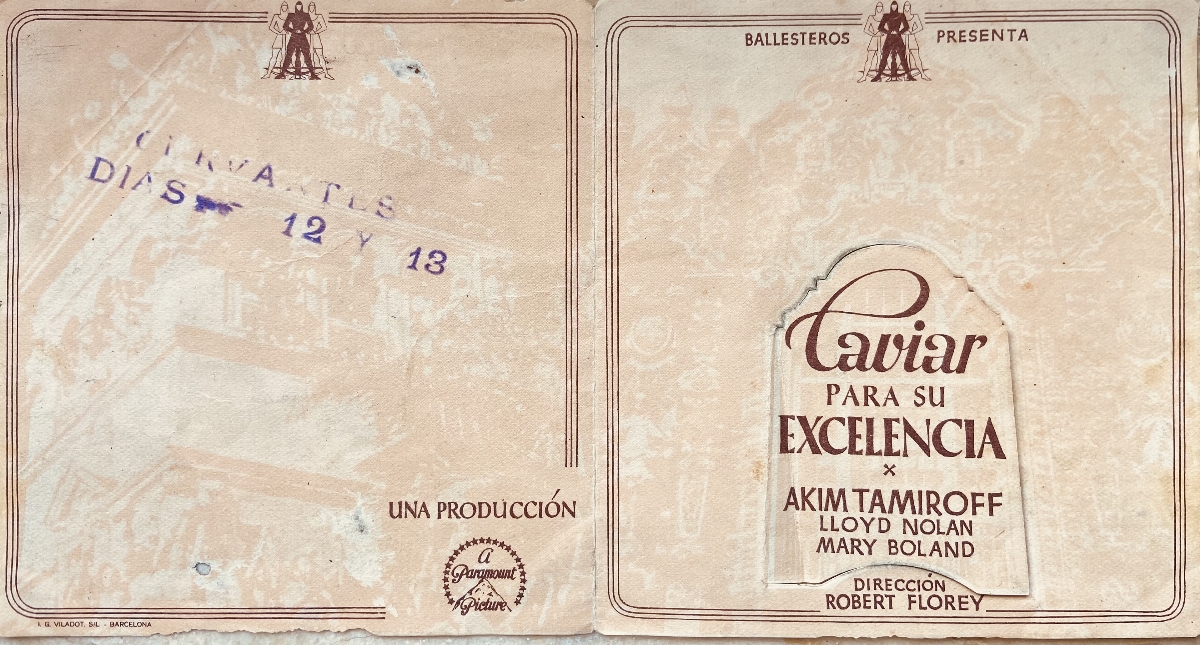 CERVANTES
DIAS 12 Y 13
UNA PRODUCCIÓN
A
Paramount
Picture
I. G. VILADOT, S/L - BARCELONA
BALLESTEROS PRESENTA
Caviar
PARA SU
EXCELENCIA
x
AKIM TAMIROFF
LLOYD NOLAN
MARY BOLAND
DIRECCIÓN
ROBERT FLOREY